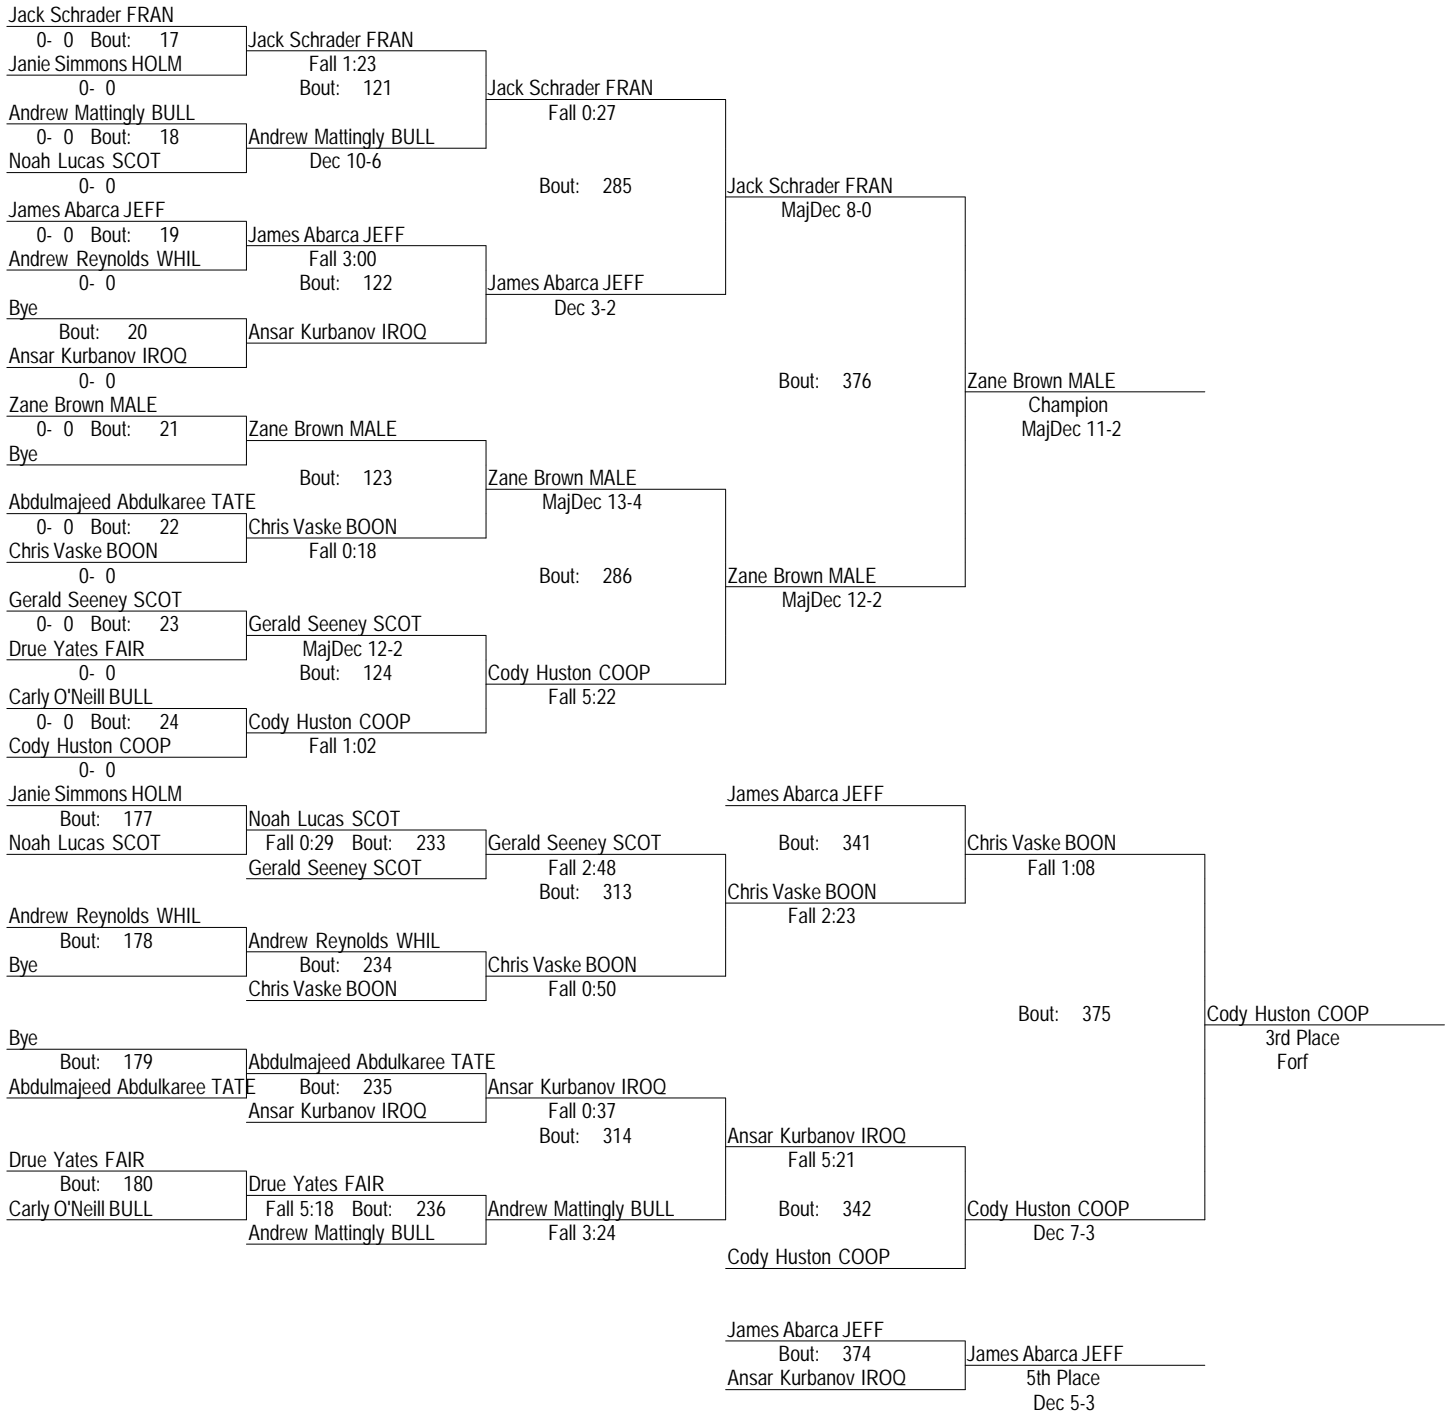 Jack Schrader FRAN
0- 0 Bout: 17 Jack Schrader FRAN
Janie Simmons HOLM Fall 1:23
0- 0 Bout: 121 Jack Schrader FRAN
Andrew Mattingly BULL Fall 0:27
0- 0 Bout: 18 Andrew Mattingly BULL
Noah Lucas SCOT Dec 10-6
0- 0 Bout: 285 Jack Schrader FRAN
James Abarca JEFF MajDec 8-0
0- 0 Bout: 19 James Abarca JEFF
Andrew Reynolds WHIL Fall 3:00
0- 0 Bout: 122 James Abarca JEFF
Bye Dec 3-2
Bout: 20 Ansar Kurbanov IROQ
Ansar Kurbanov IROQ
0- 0 Bout: 376 Zane Brown MALE
Zane Brown MALE Champion
0- 0 Bout: 21 Zane Brown MALE MajDec 11-2
Bye
Bout: 123 Zane Brown MALE
Abdulmajeed Abdulkaree TATE MajDec 13-4
0- 0 Bout: 22 Chris Vaske BOON
Chris Vaske BOON Fall 0:18
0- 0 Bout: 286 Zane Brown MALE
Gerald Seeney SCOT MajDec 12-2
0- 0 Bout: 23 Gerald Seeney SCOT
Drue Yates FAIR MajDec 12-2
0- 0 Bout: 124 Cody Huston COOP
Carly O'Neill BULL Fall 5:22
0- 0 Bout: 24 Cody Huston COOP
Cody Huston COOP Fall 1:02
0- 0
Janie Simmons HOLM James Abarca JEFF
Bout: 177 Noah Lucas SCOT
Noah Lucas SCOT Fall 0:29 Bout: 233 Gerald Seeney SCOT Bout: 341 Chris Vaske BOON
Gerald Seeney SCOT Fall 2:48 Fall 1:08
Bout: 313 Chris Vaske BOON
Andrew Reynolds WHIL Fall 2:23
Bout: 178 Andrew Reynolds WHIL
Bye Bout: 234 Chris Vaske BOON
Chris Vaske BOON Fall 0:50
Bout: 375 Cody Huston COOP
Bye 3rd Place
Bout: 179 Abdulmajeed Abdulkaree TATE Forf
Abdulmajeed Abdulkaree TATE Bout: 235 Ansar Kurbanov IROQ
Ansar Kurbanov IROQ Fall 0:37
Bout: 314 Ansar Kurbanov IROQ
Drue Yates FAIR Fall 5:21
Bout: 180 Drue Yates FAIR
Carly O'Neill BULL Fall 5:18 Bout: 236 Andrew Mattingly BULL Bout: 342 Cody Huston COOP
Andrew Mattingly BULL Fall 3:24 Dec 7-3
Cody Huston COOP
James Abarca JEFF
Bout: 374 James Abarca JEFF
Ansar Kurbanov IROQ 5th Place
Dec 5-3